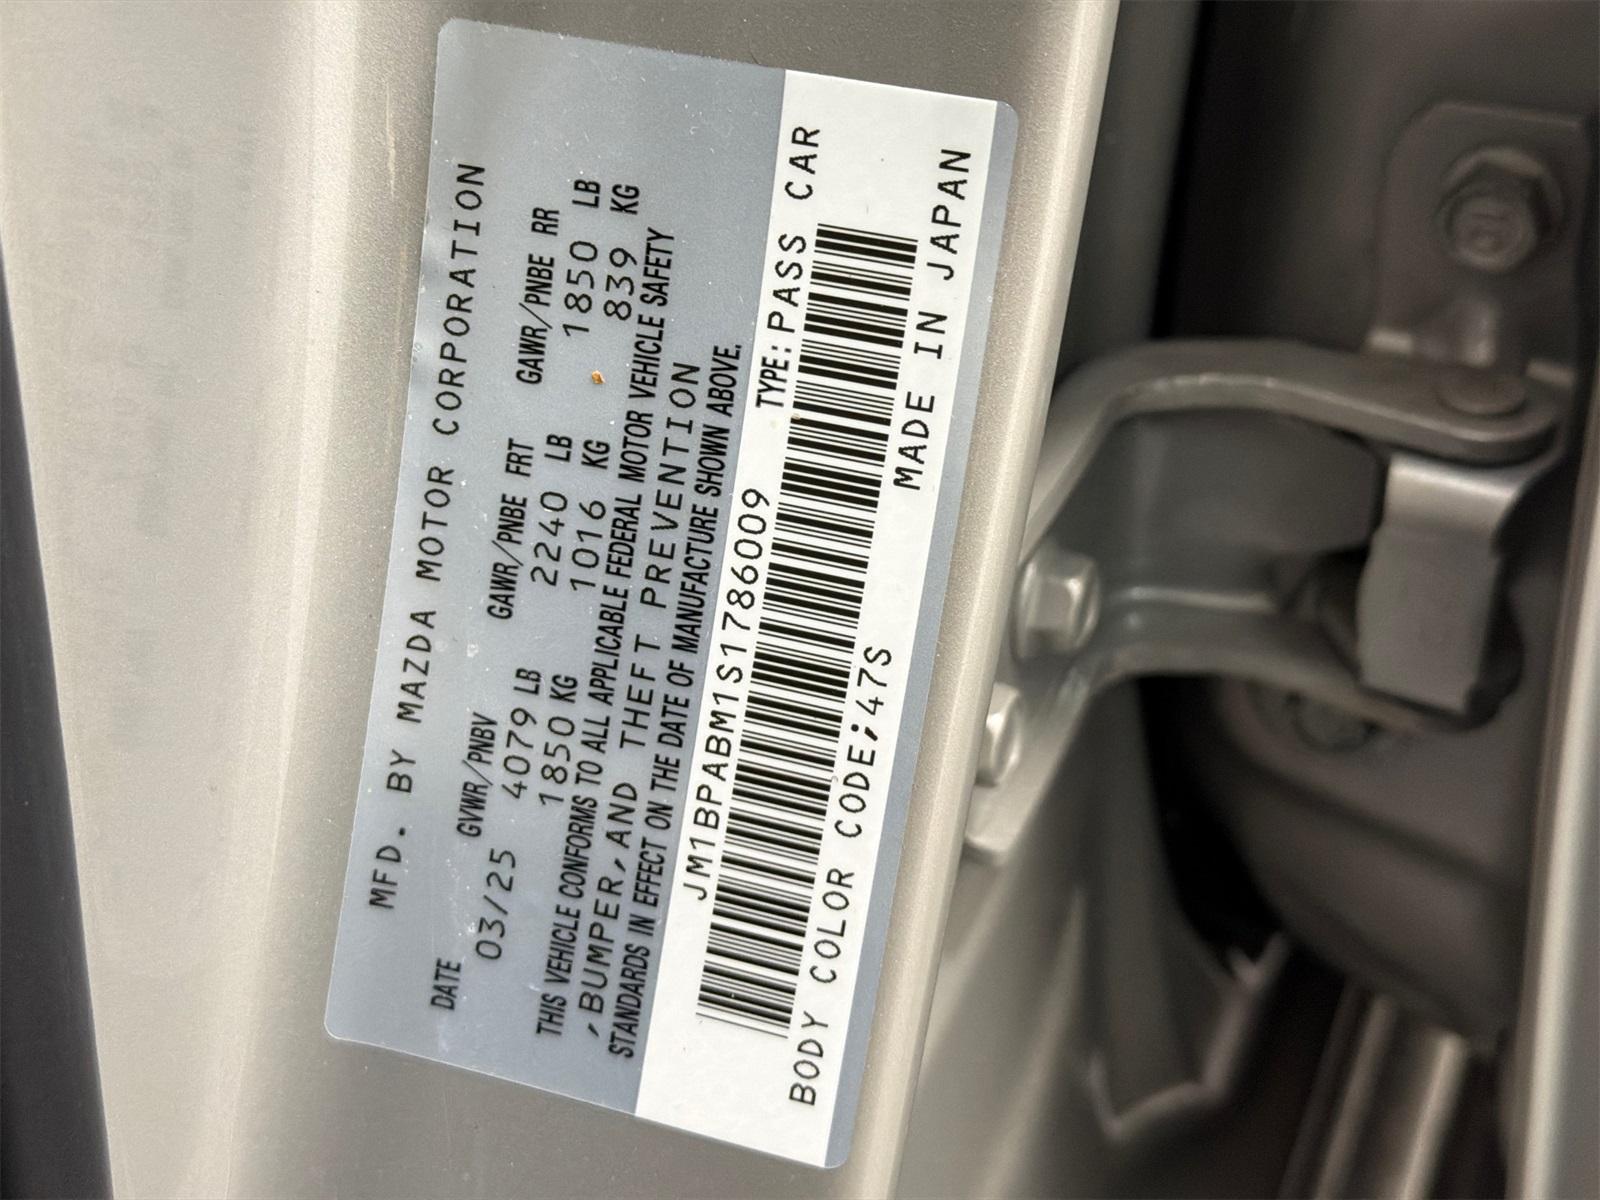 MFD. BY MAZDA MOTOR CORPORATION
DATE GVWR/PNBV GAWR/PNBE FRT GAWR/PNBE RR
03/25 4079 LB 2240 LB 1850 LB
1850 KG 1016 KG 839 KG
THIS VEHICLE CONFORMS TO ALL APPLICABLE FEDERAL MOTOR VEHICLE SAFETY
,BUMPER,AND THEFT PREVENTION
STANDARDS IN EFFECT ON THE DATE OF MANUFACTURE SHOWN ABOVE.
JM1BPABM1S1786009 TYPE:PASS CAR
BODY COLOR CODE;47S MADE IN JAPAN